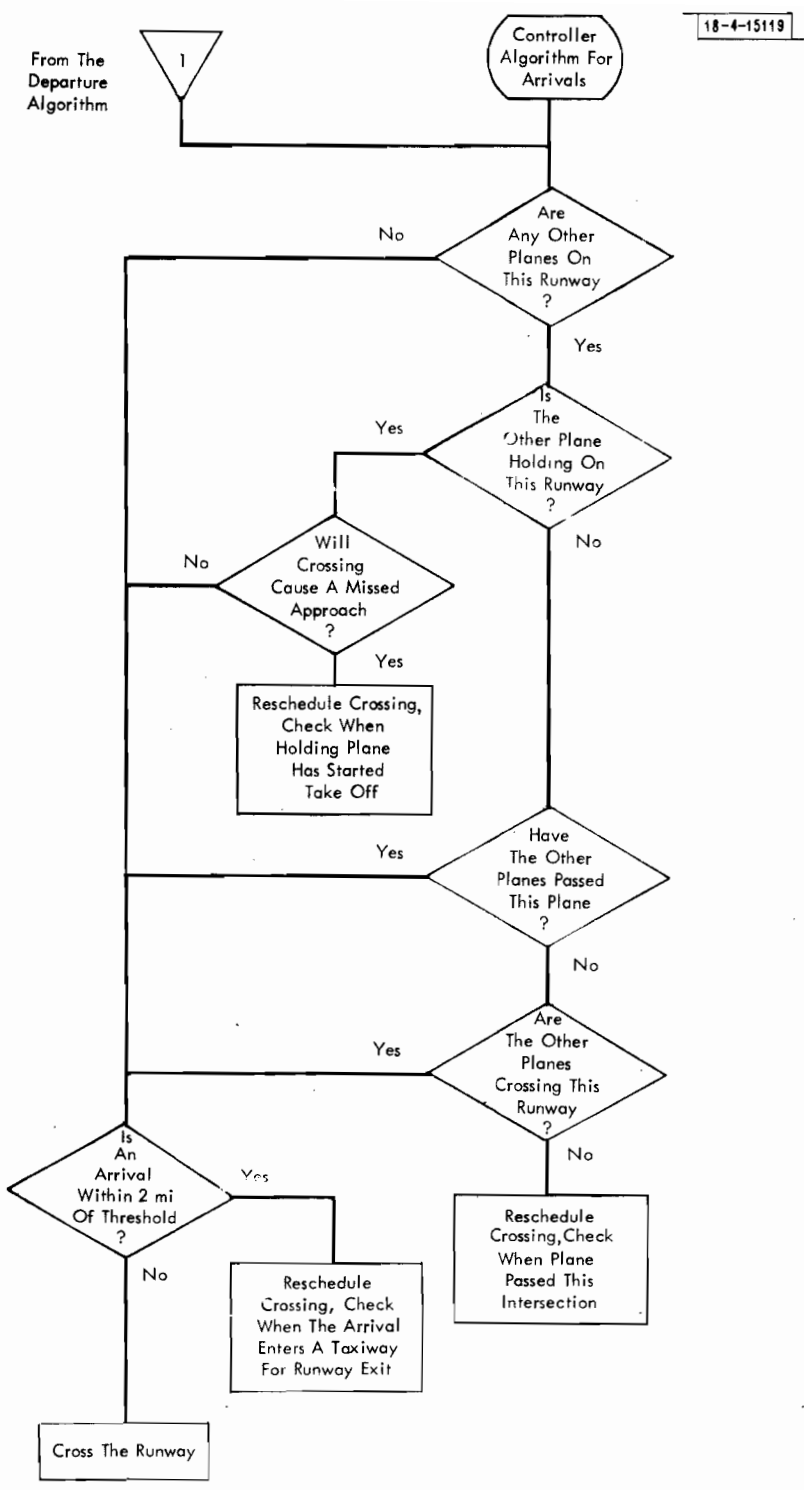 18-4-15119
From The
Departure
Algorithm
1
Controller
Algorithm For
Arrivals
Are
Any Other
Planes On
This Runway
?
No
Yes
Is
The
Other Plane
Holding On
This Runway
?
Yes
No
Will
Crossing
Cause A Missed
Approach
?
No
Yes
Reschedule Crossing,
Check When
Holding Plane
Has Started
Take Off
Have
The Other
Planes Passed
This Plane
?
Yes
No
Are
The Other
Planes
Crossing This
Runway
?
Yes
No
Is
An
Arrival
Within 2 mi
Of Threshold
?
Yes
No
Reschedule
Crossing, Check
When The Arrival
Enters A Taxiway
For Runway Exit
Reschedule
Crossing, Check
When Plane
Passed This
Intersection
Cross The Runway